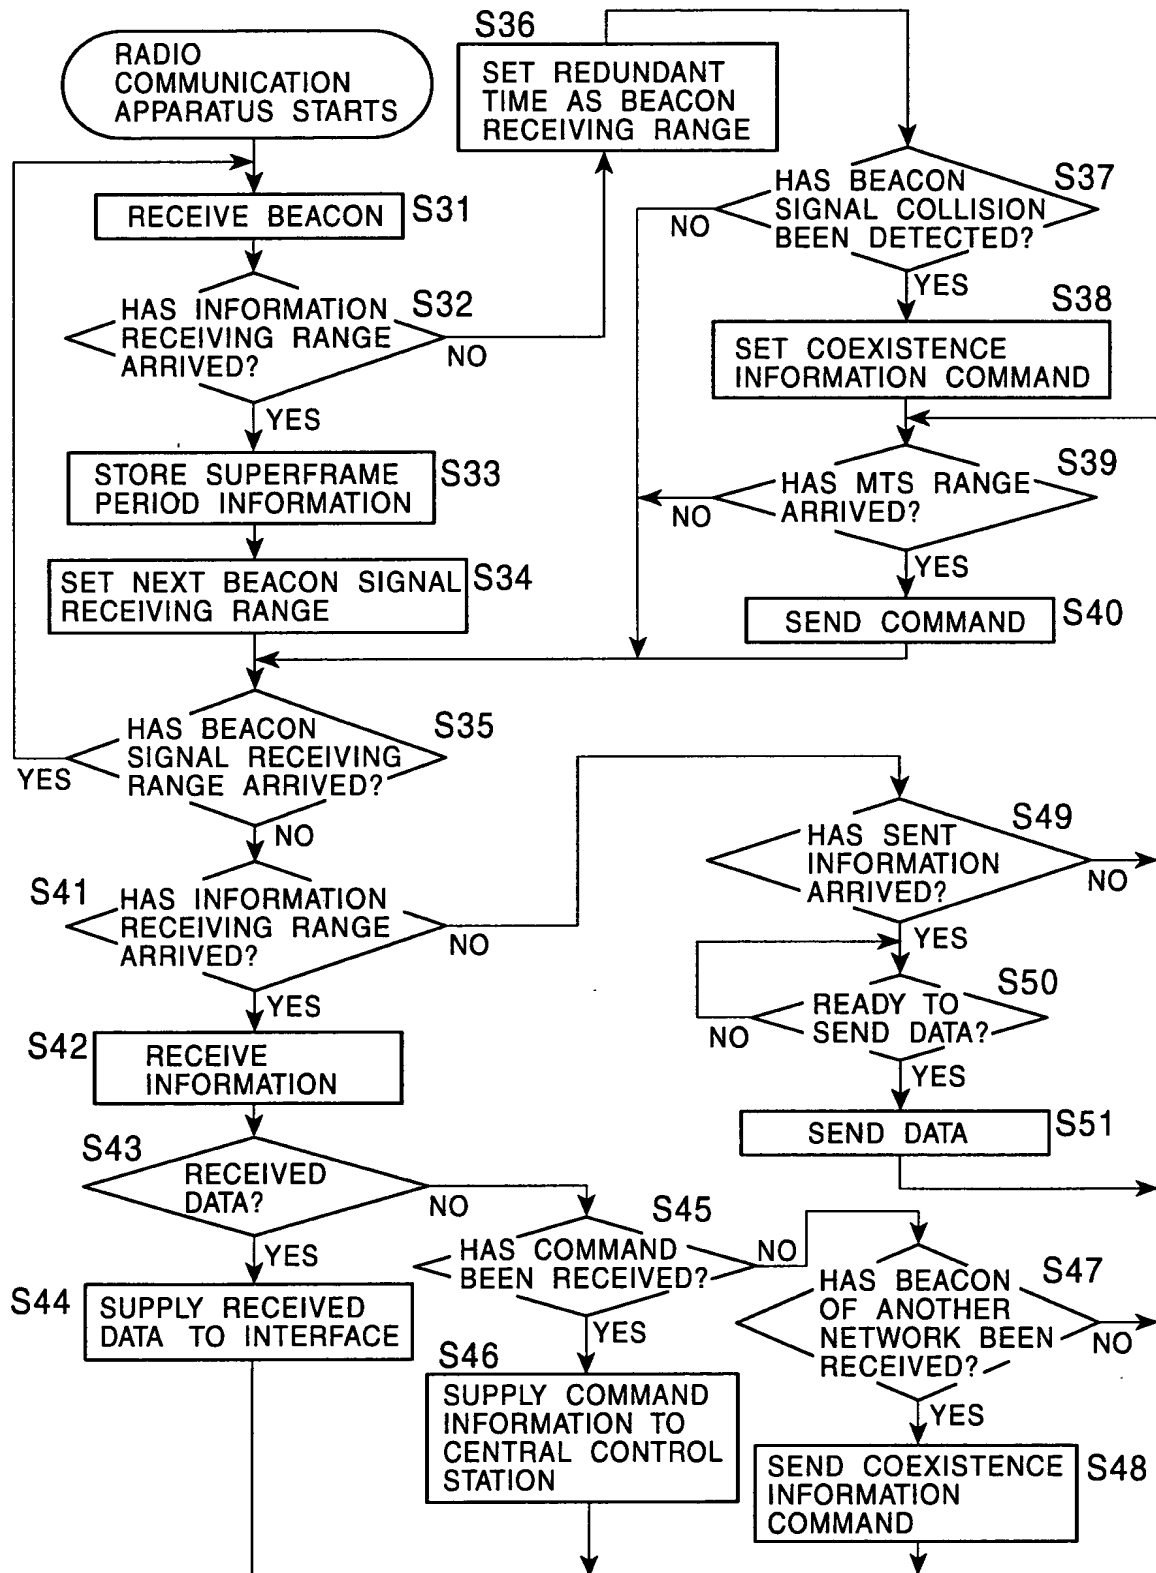 RADIO
COMMUNICATION
APPARATUS STARTS
RECEIVE BEACON
S31
HAS INFORMATION
RECEIVING RANGE
ARRIVED?
S32
NO
YES
STORE SUPERFRAME
PERIOD INFORMATION
S33
SET NEXT BEACON SIGNAL
RECEIVING RANGE
S34
HAS BEACON
SIGNAL RECEIVING
RANGE ARRIVED?
S35
YES
NO
S36
SET REDUNDANT
TIME AS BEACON
RECEIVING RANGE
HAS BEACON
SIGNAL COLLISION
BEEN DETECTED?
S37
NO
YES
S38
SET COEXISTENCE
INFORMATION COMMAND
HAS MTS RANGE
ARRIVED?
S39
NO
YES
SEND COMMAND
S40
S41
HAS INFORMATION
RECEIVING RANGE
ARRIVED?
NO
YES
S42
RECEIVE
INFORMATION
S43
RECEIVED
DATA?
NO
YES
S44
SUPPLY RECEIVED
DATA TO INTERFACE
S45
HAS COMMAND
BEEN RECEIVED?
NO
YES
S46
SUPPLY COMMAND
INFORMATION TO
CENTRAL CONTROL
STATION
S47
HAS BEACON
OF ANOTHER
NETWORK BEEN
RECEIVED?
NO
YES
SEND COEXISTENCE
INFORMATION
COMMAND
S48
HAS SENT
INFORMATION
ARRIVED?
S49
NO
YES
READY TO
SEND DATA?
S50
NO
YES
SEND DATA
S51